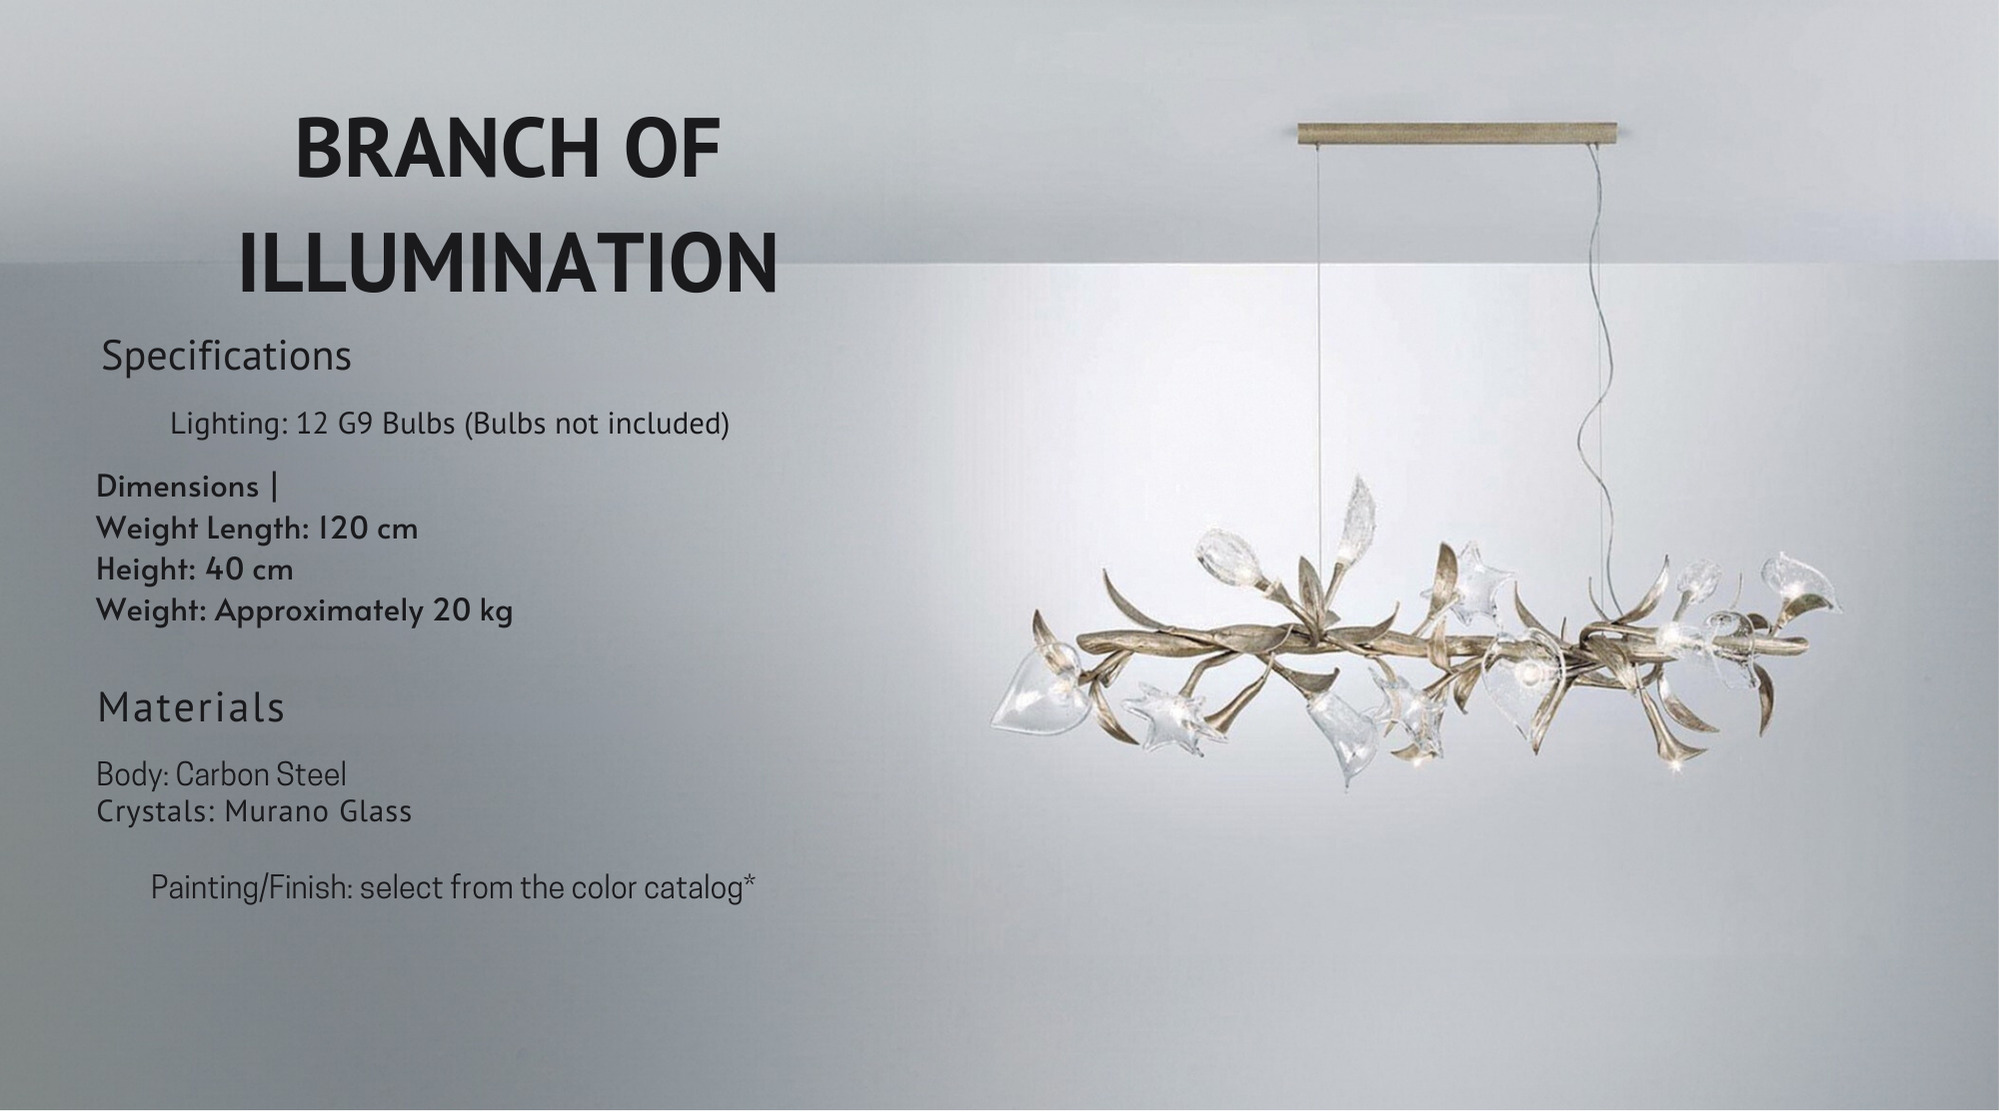 BRANCH OF
ILLUMINATION
Specifications
Lighting: 12 G9 Bulbs (Bulbs not included)
Dimensions |
Weight Length: 120 cm
Height: 40 cm
Weight: Approximately 20 kg
Materials
Body: Carbon Steel
Crystals: Murano Glass
Painting/Finish: select from the color catalog*